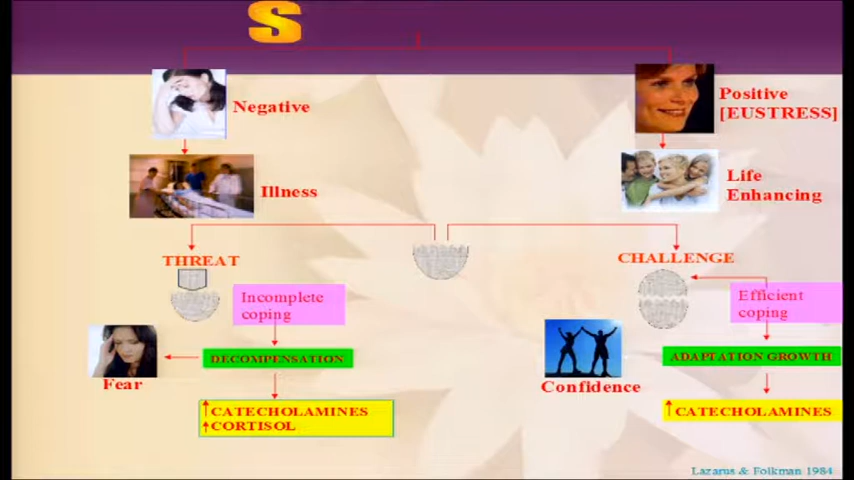 S
Negative
Positive
[EUSTRESS]
Illness
Life
Enhancing
THREAT
CHALLENGE
Incomplete
coping
Efficient
coping
DECOMPENSATION
ADAPTATION GROWTH
Fear
Confidence
↑CATECHOLAMINES
↑CORTISOL
↑CATECHOLAMINES
Lazarus & Folkman 1984